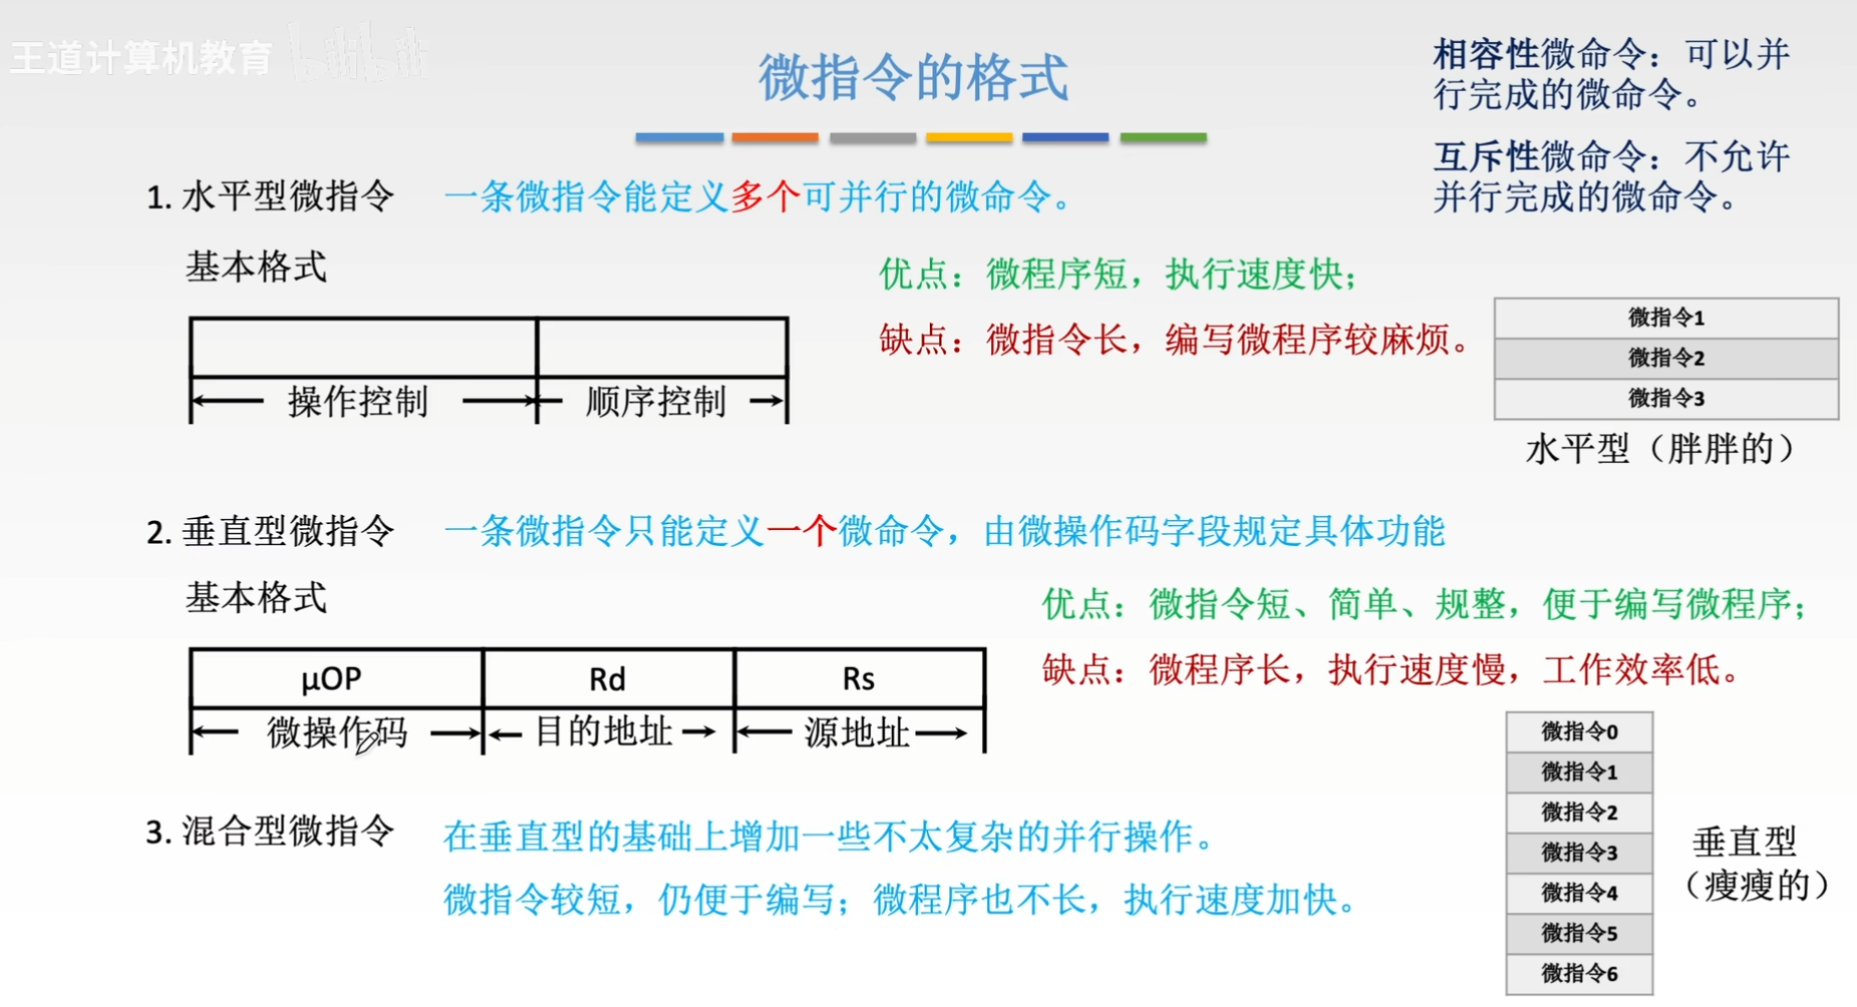 王道计算机教育 bilibili
微指令的格式
相容性微命令：可以并
行完成的微命令。
互斥性微命令：不允许
并行完成的微命令。
1. 水平型微指令 一条微指令能定义多个可并行的微命令。
基本格式
操作控制 顺序控制
优点：微程序短，执行速度快；
缺点：微指令长，编写微程序较麻烦。
微指令1
微指令2
微指令3
水平型（胖胖的）
2. 垂直型微指令 一条微指令只能定义一个微命令，由微操作码字段规定具体功能
基本格式
μOP Rd Rs
微操作码 目的地址 源地址
优点：微指令短、简单、规整，便于编写微程序；
缺点：微程序长，执行速度慢，工作效率低。
微指令0
微指令1
微指令2
微指令3
微指令4
微指令5
微指令6
垂直型
（瘦瘦的）
3. 混合型微指令 在垂直型的基础上增加一些不太复杂的并行操作。
微指令较短，仍便于编写；微程序也不长，执行速度加快。